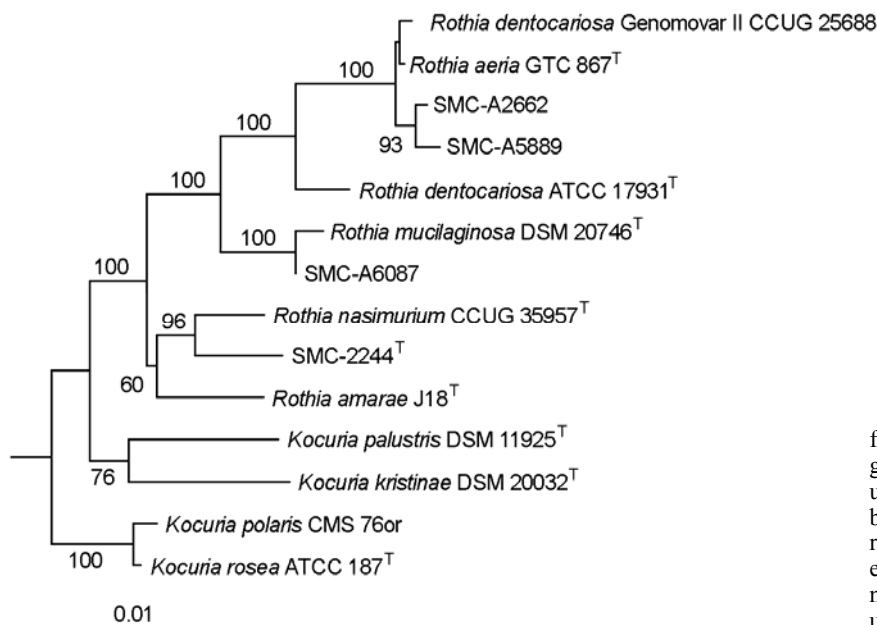 Rothia dentocariosa Genomovar II CCUG 25688
100
Rothia aeria GTC 867ᵀ
SMC-A2662
100
93
SMC-A5889
100
Rothia dentocariosa ATCC 17931ᵀ
Rothia mucilaginosa DSM 20746ᵀ
100
100
SMC-A6087
Rothia nasimurium CCUG 35957ᵀ
96
SMC-2244ᵀ
60
Rothia amarae J18ᵀ
Kocuria palustris DSM 11925ᵀ
76
Kocuria kristinae DSM 20032ᵀ
Kocuria polaris CMS 76or
100
Kocuria rosea ATCC 187ᵀ
0.01